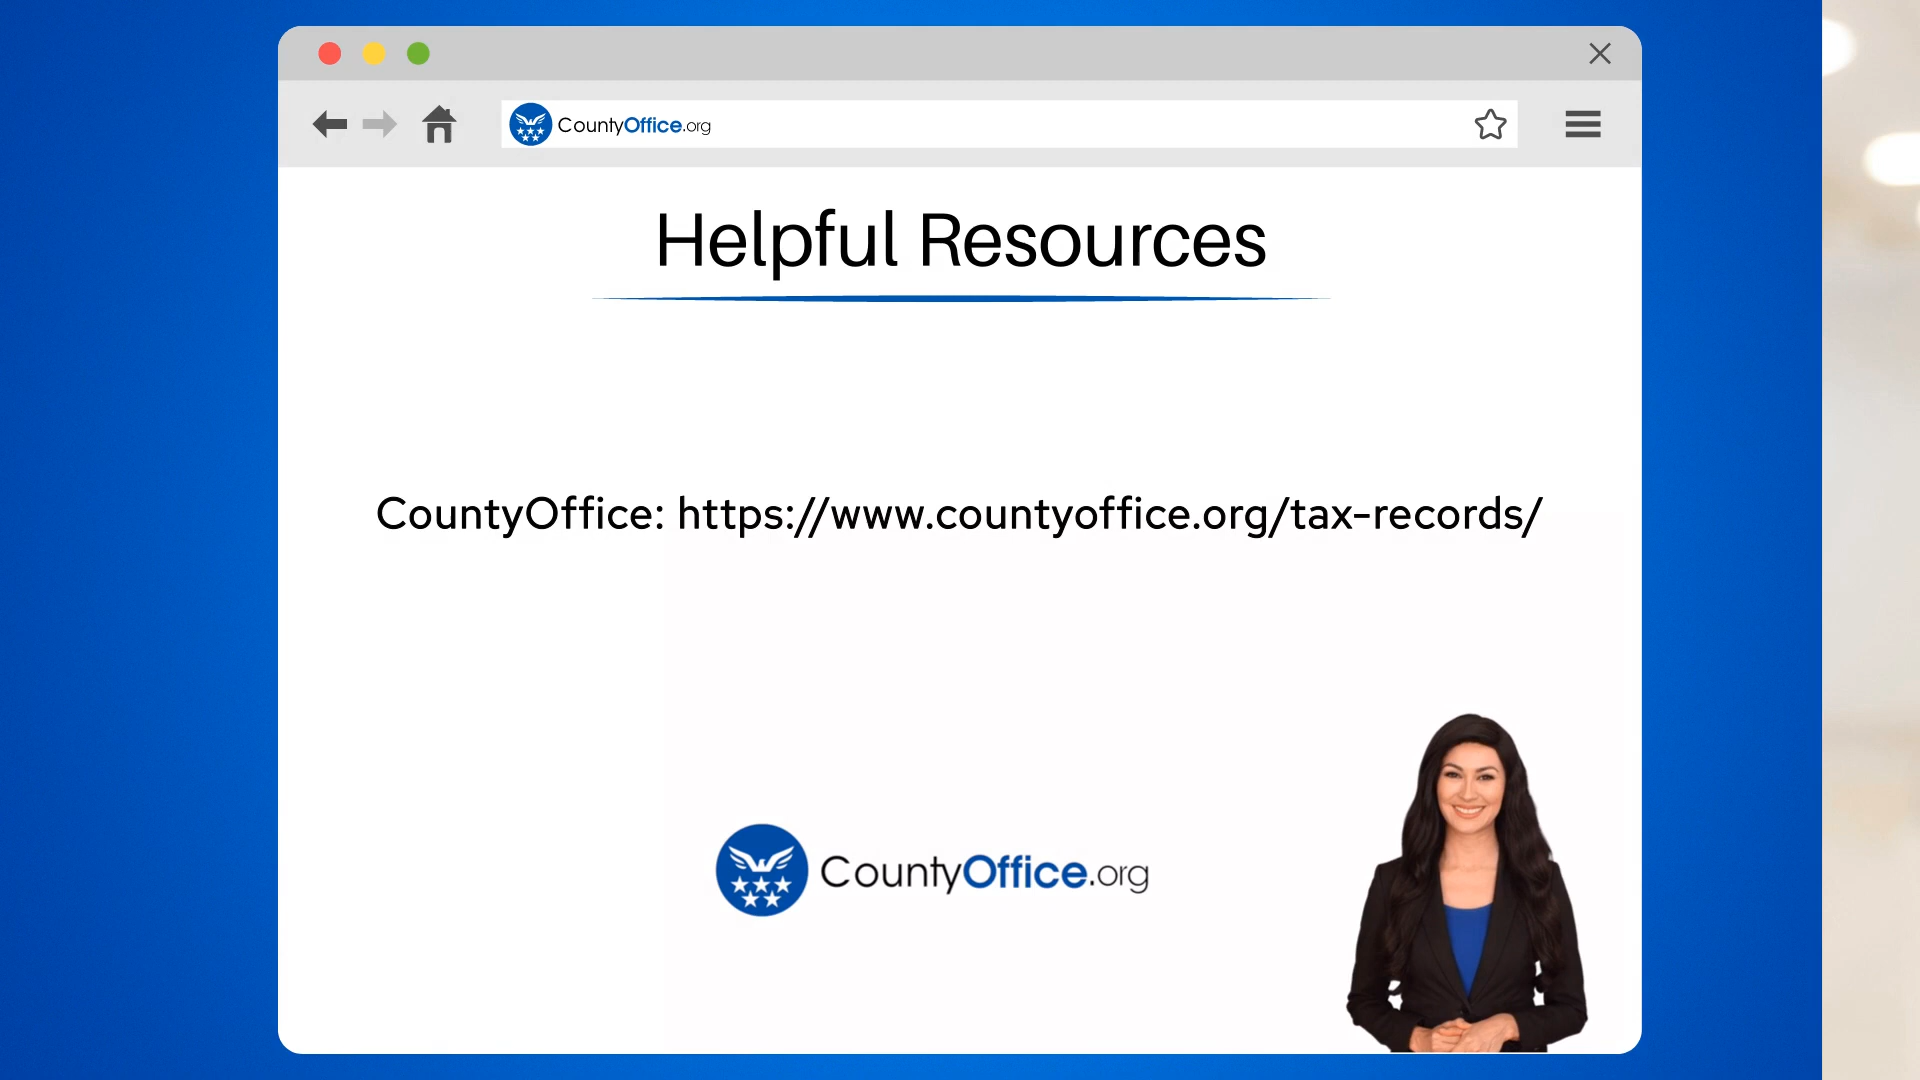 CountyOffice.org
Helpful Resources
CountyOffice: https://www.countyoffice.org/tax-records/
CountyOffice.org